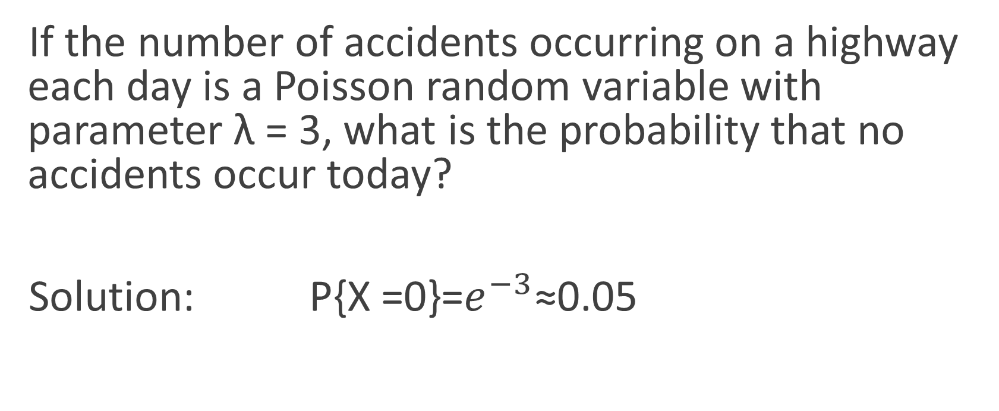 If the number of accidents occurring on a highway
each day is a Poisson random variable with
parameter λ = 3, what is the probability that no
accidents occur today?
Solution: P{X =0}=e⁻³≈0.05